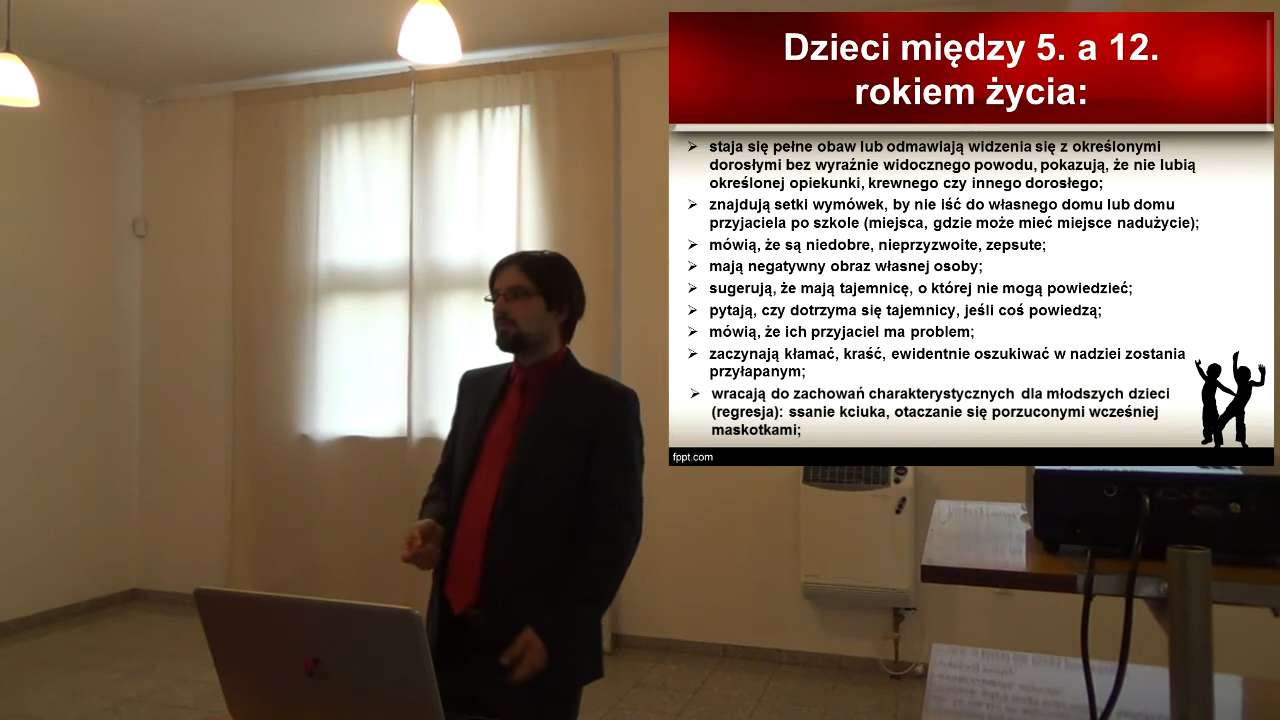 Dzieci między 5. a 12.
rokiem życia:
➢ staja się pełne obaw lub odmawiają widzenia się z określonymi
dorosłymi bez wyraźnie widocznego powodu, pokazują, że nie lubią
określonej opiekunki, krewnego czy innego dorosłego;
➢ znajdują setki wymówek, by nie iść do własnego domu lub domu
przyjaciela po szkole (miejsca, gdzie może mieć miejsce nadużycie);
➢ mówią, że są niedobre, nieprzyzwoite, zepsute;
➢ mają negatywny obraz własnej osoby;
➢ sugerują, że mają tajemnicę, o której nie mogą powiedzieć;
➢ pytają, czy dotrzyma się tajemnicy, jeśli coś powiedzą;
➢ mówią, że ich przyjaciel ma problem;
➢ zaczynają kłamać, kraść, ewidentnie oszukiwać w nadziei zostania
przyłapanym;
➢ wracają do zachowań charakterystycznych dla młodszych dzieci
(regresja): ssanie kciuka, otaczanie się porzuconymi wcześniej
maskotkami;
fppt.com